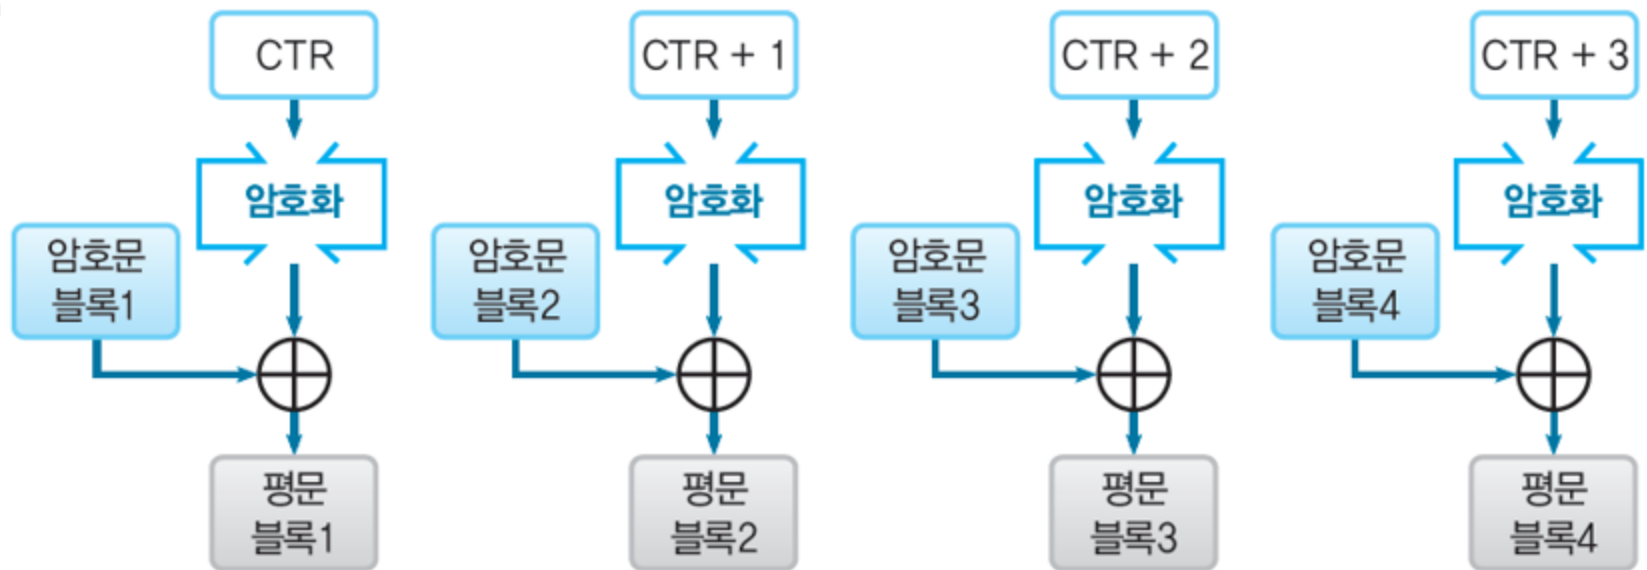 CTR
CTR + 1
CTR + 2
CTR + 3
암호화
암호화
암호화
암호화
암호문
블록1
암호문
블록2
암호문
블록3
암호문
블록4
평문
블록1
평문
블록2
평문
블록3
평문
블록4